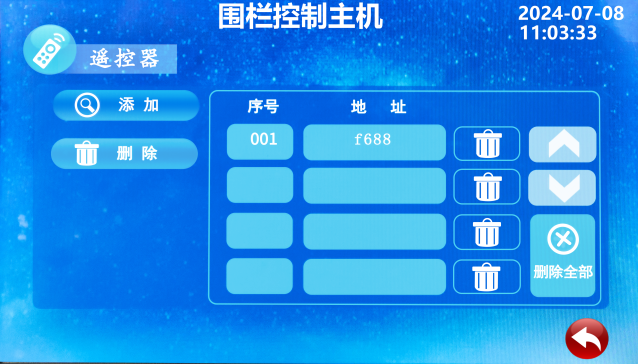 围栏控制主机
2024-07-08
11:03:33
遥控器
添加
删除
序号 地址
001 f688
删除全部